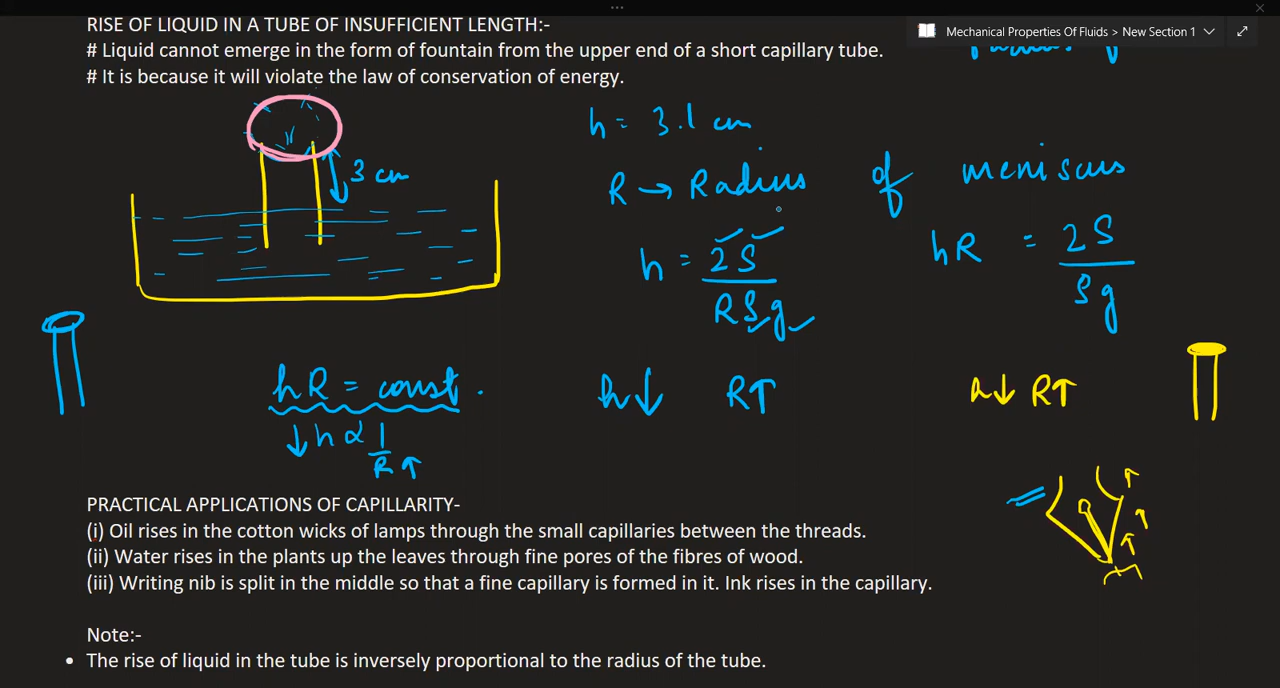 RISE OF LIQUID IN A TUBE OF INSUFFICIENT LENGTH:-
# Liquid cannot emerge in the form of fountain from the upper end of a short capillary tube.
Mechanical Properties Of Fluids > New Section 1
# It is because it will violate the law of conservation of energy.
3 cm
h = 3.1 cm
R → Radius of meniscus
h = 2S / Rρg
hR = 2S / ρg
hR = const.
↓ h ∝ 1 / R ↑
h↓ R↑
h↓ R↑
PRACTICAL APPLICATIONS OF CAPILLARITY-
(i) Oil rises in the cotton wicks of lamps through the small capillaries between the threads.
(ii) Water rises in the plants up the leaves through fine pores of the fibres of wood.
(iii) Writing nib is split in the middle so that a fine capillary is formed in it. Ink rises in the capillary.
Note:-
• The rise of liquid in the tube is inversely proportional to the radius of the tube.